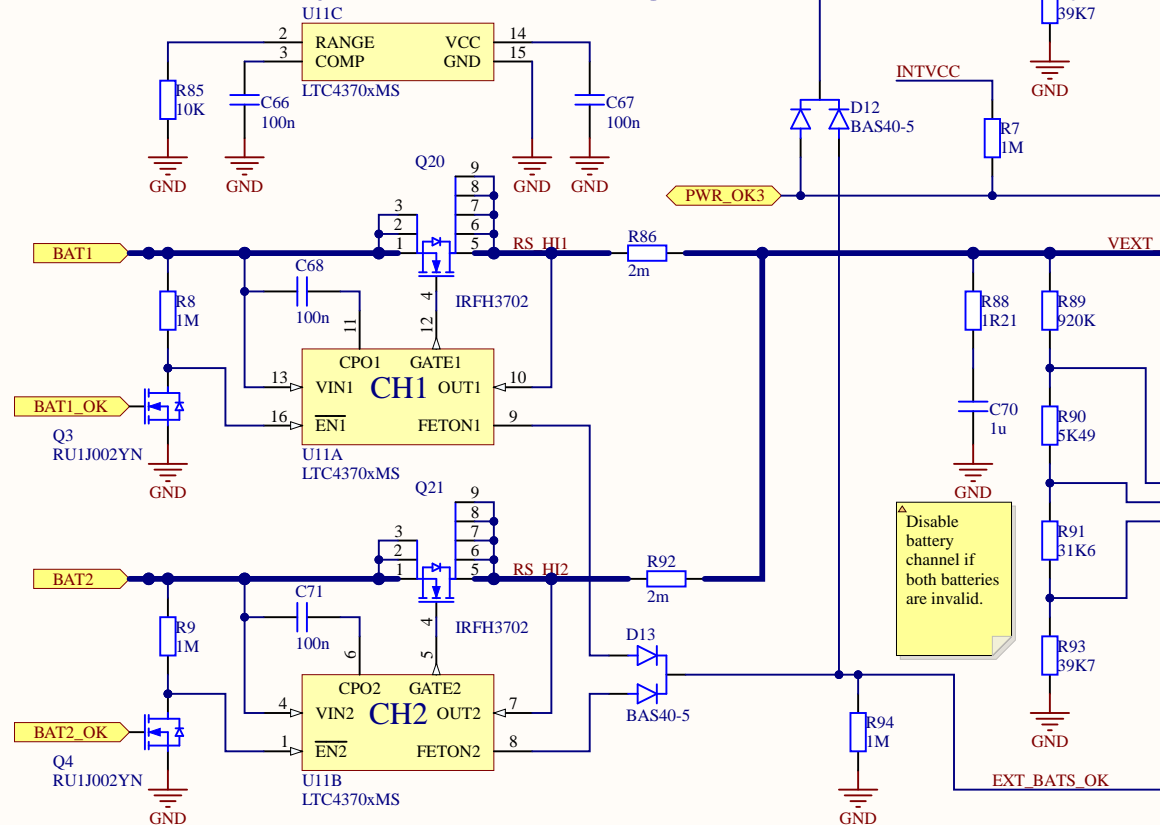 U11C
39K7
2
3
RANGE
COMP
VCC
GND
14
15
LTC4370xMS
R85
10K
C66
100n
C67
100n
GND
GND
GND
GND
GND
INTVCC
D12
BAS40-5
R7
1M
PWR_OK3
Q20
9
8
7
6
5
3
2
1
4
BAT1
RS_HI1
R86
2m
VEXT
IRFH3702
C68
100n
11
12
R8
1M
CPO1
GATE1
13
VIN1
CH1
OUT1
10
16
EN1
FETON1
9
U11A
LTC4370xMS
BAT1_OK
Q3
RU1J002YN
GND
R88
1R21
C70
1u
GND
R89
920K
R90
5K49
R91
31K6
R93
39K7
GND
Disable
battery
channel if
both batteries
are invalid.
Q21
9
8
7
6
5
3
2
1
4
BAT2
RS_HI2
R92
2m
IRFH3702
C71
100n
6
5
R9
1M
CPO2
GATE2
4
VIN2
CH2
OUT2
7
1
EN2
FETON2
8
U11B
LTC4370xMS
BAT2_OK
Q4
RU1J002YN
GND
D13
BAS40-5
R94
1M
GND
EXT_BATS_OK